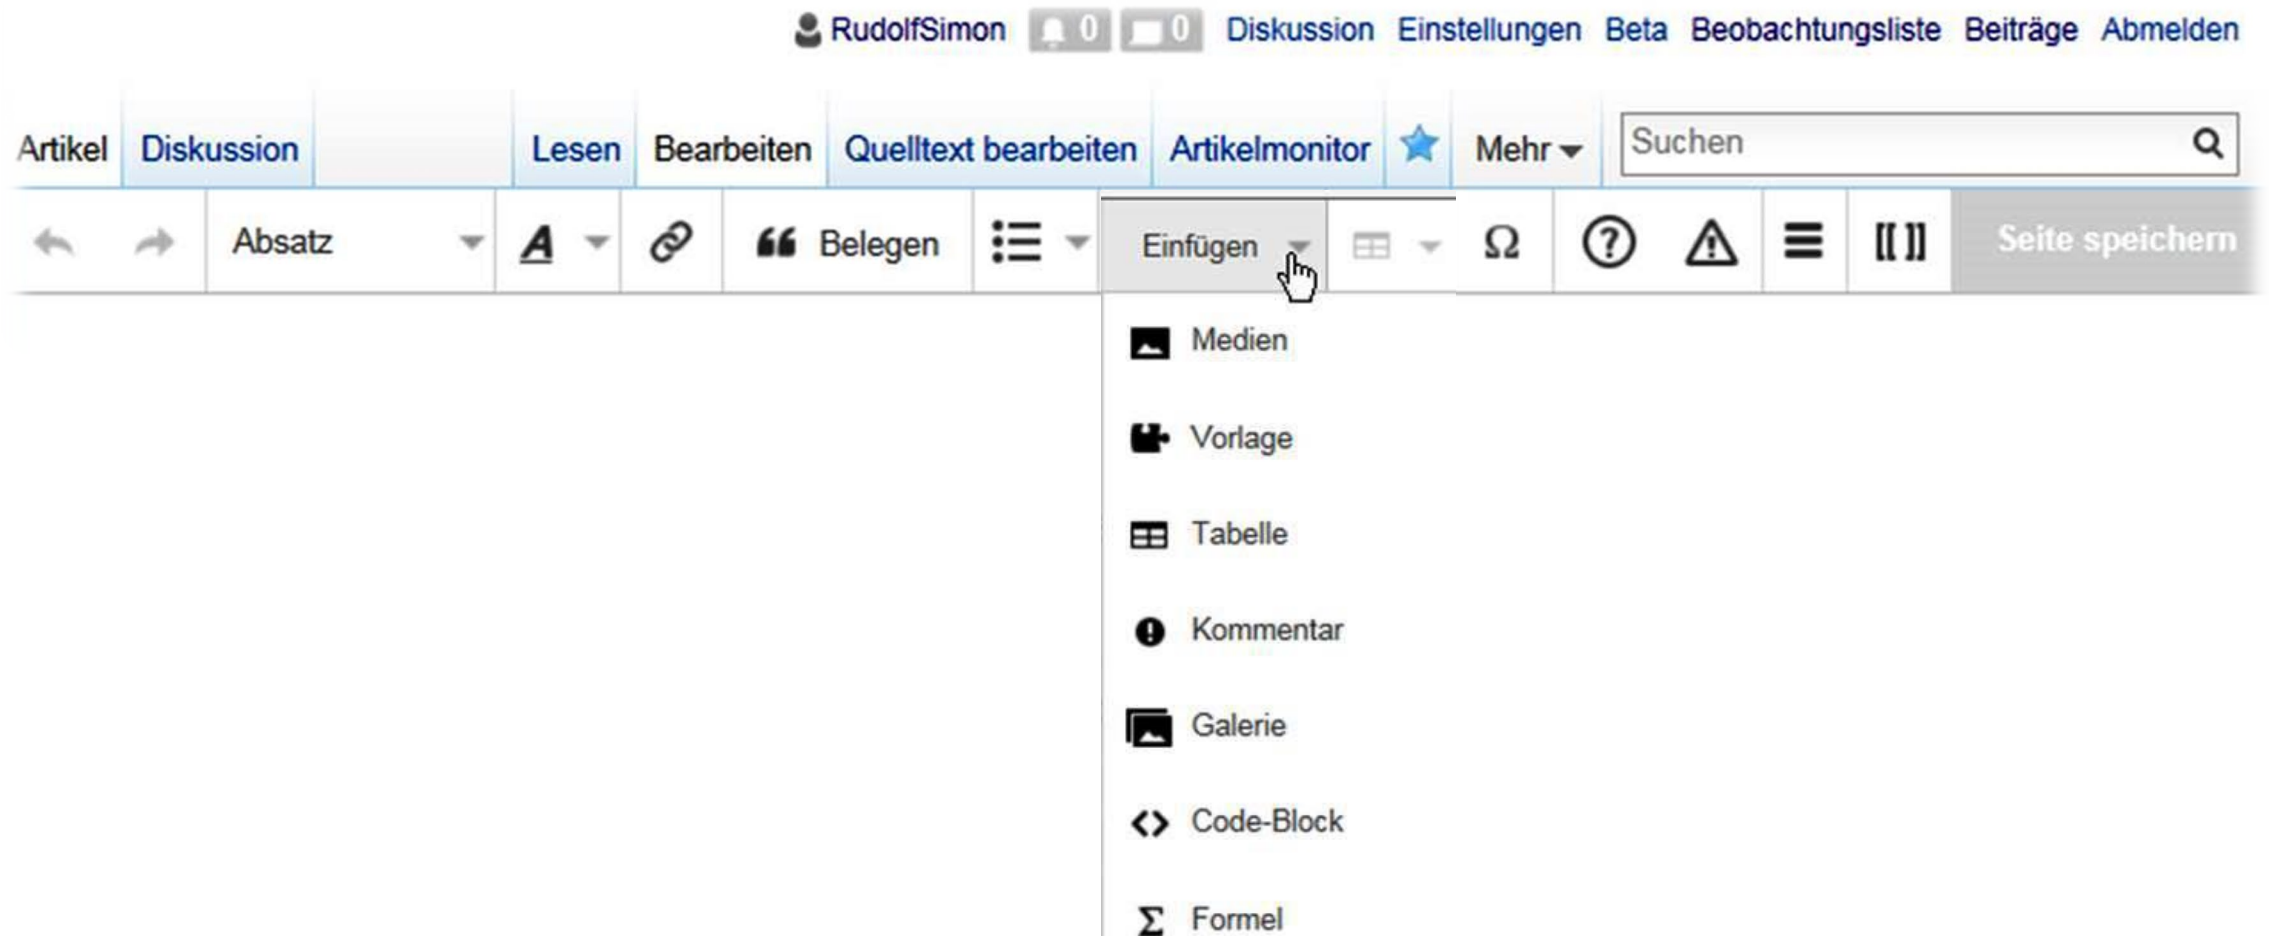 RudolfSimon 0 0 Diskussion Einstellungen Beta Beobachtungsliste Beiträge Abmelden
Artikel Diskussion Lesen Bearbeiten Quelltext bearbeiten Artikelmonitor Mehr Suchen
Absatz A Belegen Einfügen Ω ? ! [[ ]] Seite speichern
Medien
Vorlage
Tabelle
Kommentar
Galerie
Code-Block
Σ Formel